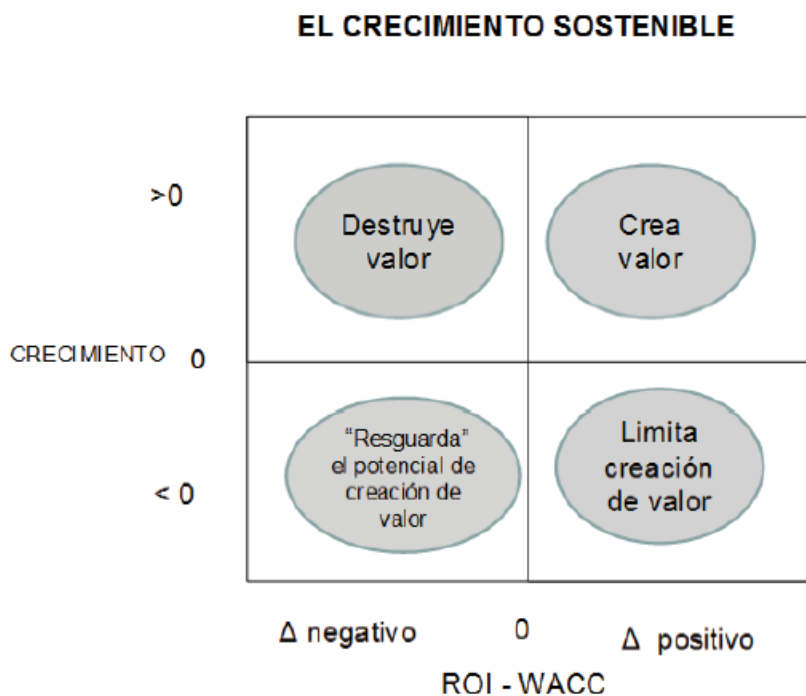 EL CRECIMIENTO SOSTENIBLE
>0
Destruye
valor
Crea
valor
CRECIMIENTO 0
"Resguarda"
el potencial de
creación de
valor
Limita
creación
de valor
< 0
Δ negativo 0 Δ positivo
ROI - WACC